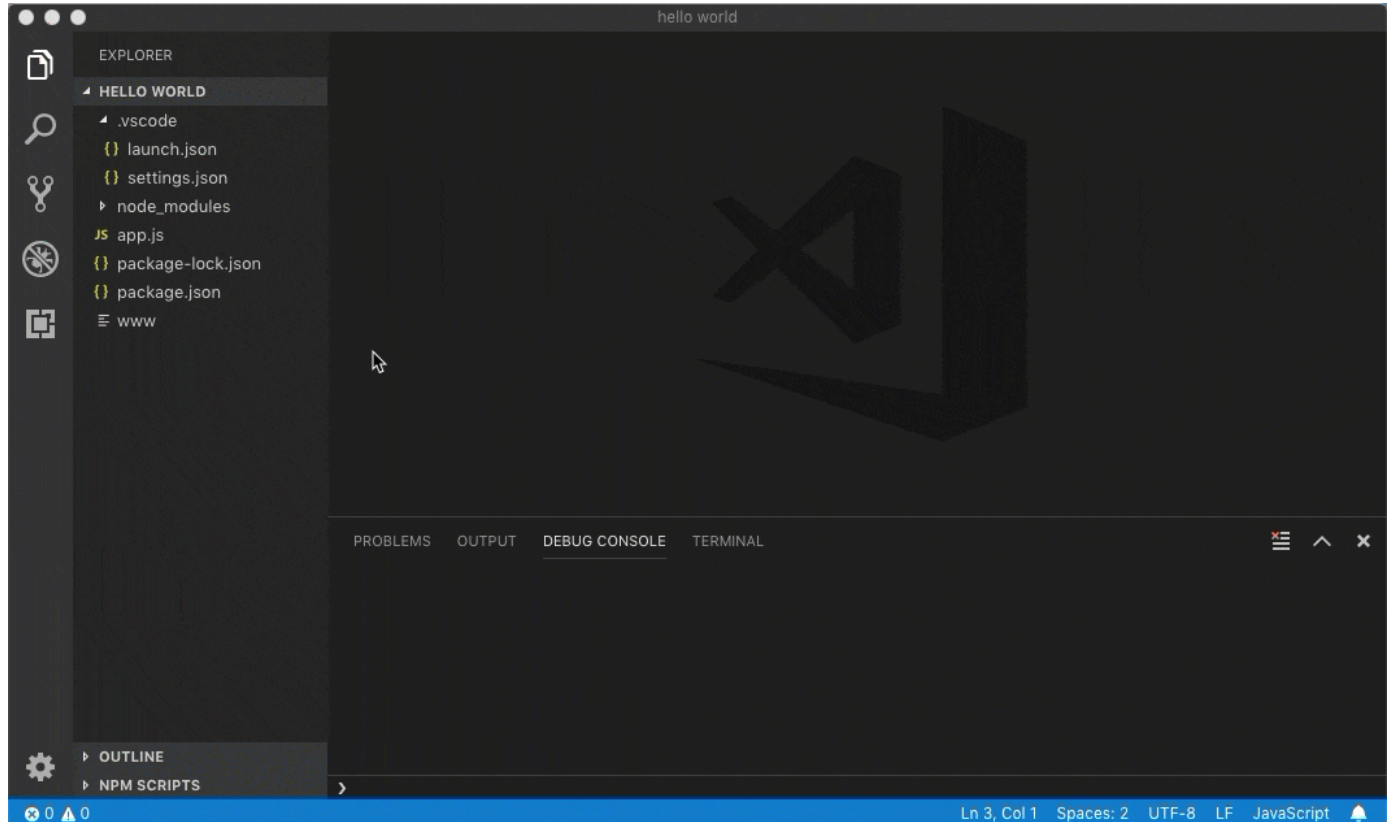 hello world
EXPLORER
HELLO WORLD
.vscode
{} launch.json
{} settings.json
node_modules
JS app.js
{} package-lock.json
{} package.json
www
PROBLEMS OUTPUT DEBUG CONSOLE TERMINAL
OUTLINE
NPM SCRIPTS
0 0 Ln 3, Col 1 Spaces: 2 UTF-8 LF JavaScript